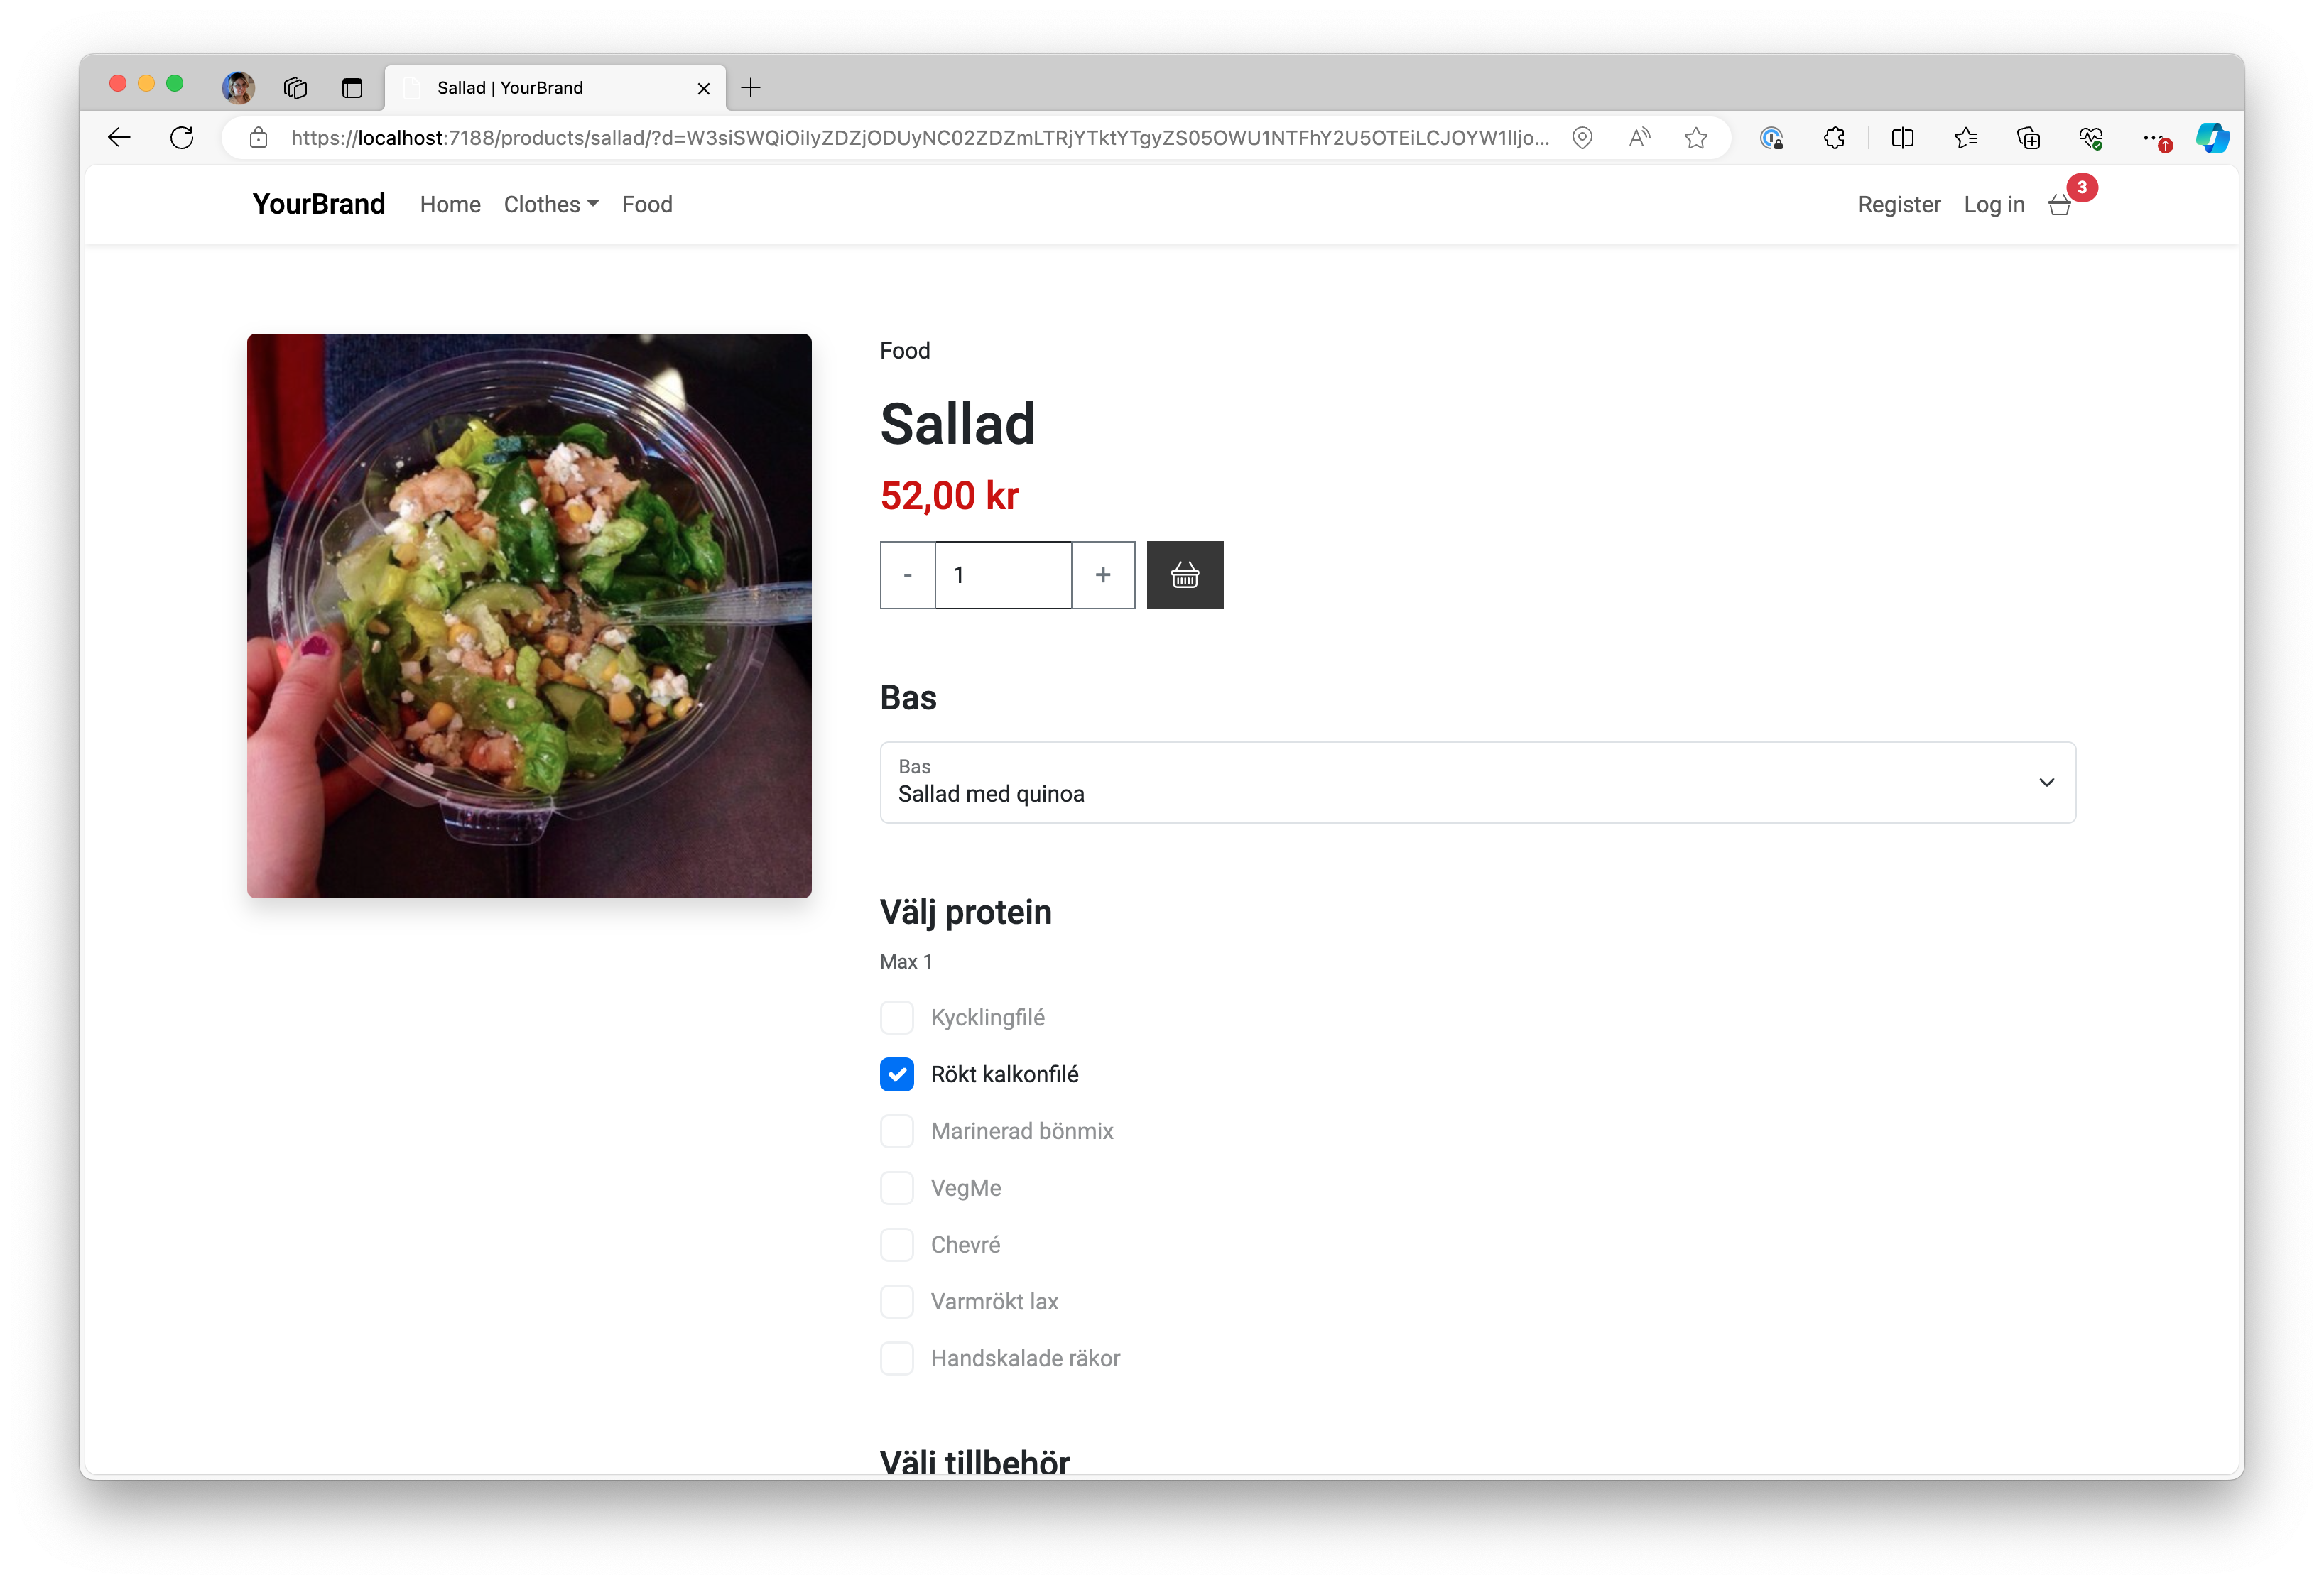 Sallad | YourBrand
https://localhost:7188/products/sallad/?d=W3siSWQiOiIyZDZjODUyNC02ZDZmLTRjYTktYTgyZS05OWU1NTFhY2U5OTEiLCJOYW1lIjo...
YourBrand Home Clothes Food Register Log in 3
Food
Sallad
52,00 kr
- 1 +
Bas
Bas
Sallad med quinoa
Välj protein
Max 1
Kycklingfilé
Rökt kalkonfilé
Marinerad bönmix
VegMe
Chevré
Varmrökt lax
Handskalade räkor
Välj tillbehör